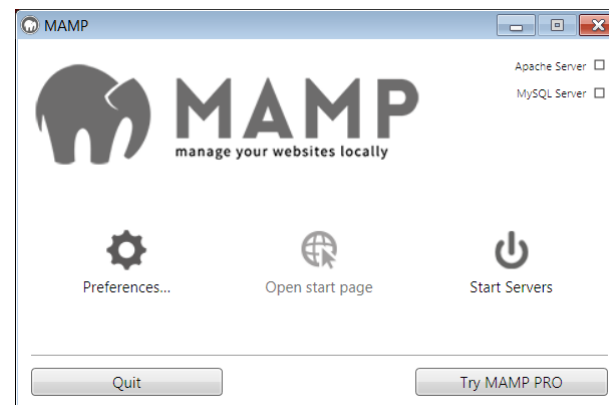 MAMP
Apache Server
MySQL Server
MAMP
manage your websites locally
Preferences...
Open start page
Start Servers
Quit
Try MAMP PRO